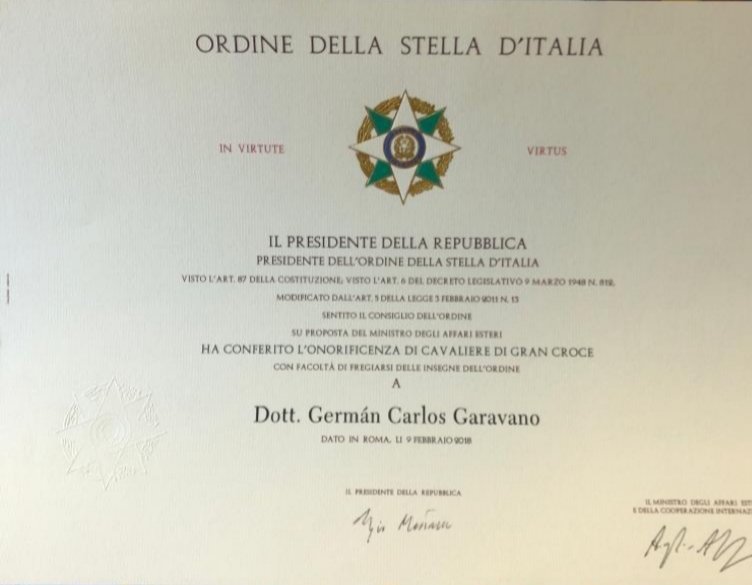 ORDINE DELLA STELLA D'ITALIA
IN VIRTUTE VIRTUS
IL PRESIDENTE DELLA REPUBBLICA
PRESIDENTE DELL'ORDINE DELLA STELLA D'ITALIA
VISTO L'ART. 87 DELLA COSTITUZIONE; VISTO L'ART. 6 DEL DECRETO LEGISLATIVO 9 MARZO 1948 N. 812,
MODIFICATO DALL'ART. 5 DELLA LEGGE 3 FEBBRAIO 2011 N. 13
SENTITO IL CONSIGLIO DELL'ORDINE
SU PROPOSTA DEL MINISTRO DEGLI AFFARI ESTERI
HA CONFERITO L'ONORIFICENZA DI CAVALIERE DI GRAN CROCE
CON FACOLTÀ DI FREGIARSI DELLE INSEGNE DELL'ORDINE
A
Dott. Germán Carlos Garavano
DATO IN ROMA, LI 9 FEBBRAIO 2018
IL PRESIDENTE DELLA REPUBBLICA
IL MINISTRO DEGLI AFFARI
E DELLA COOPERAZIONE